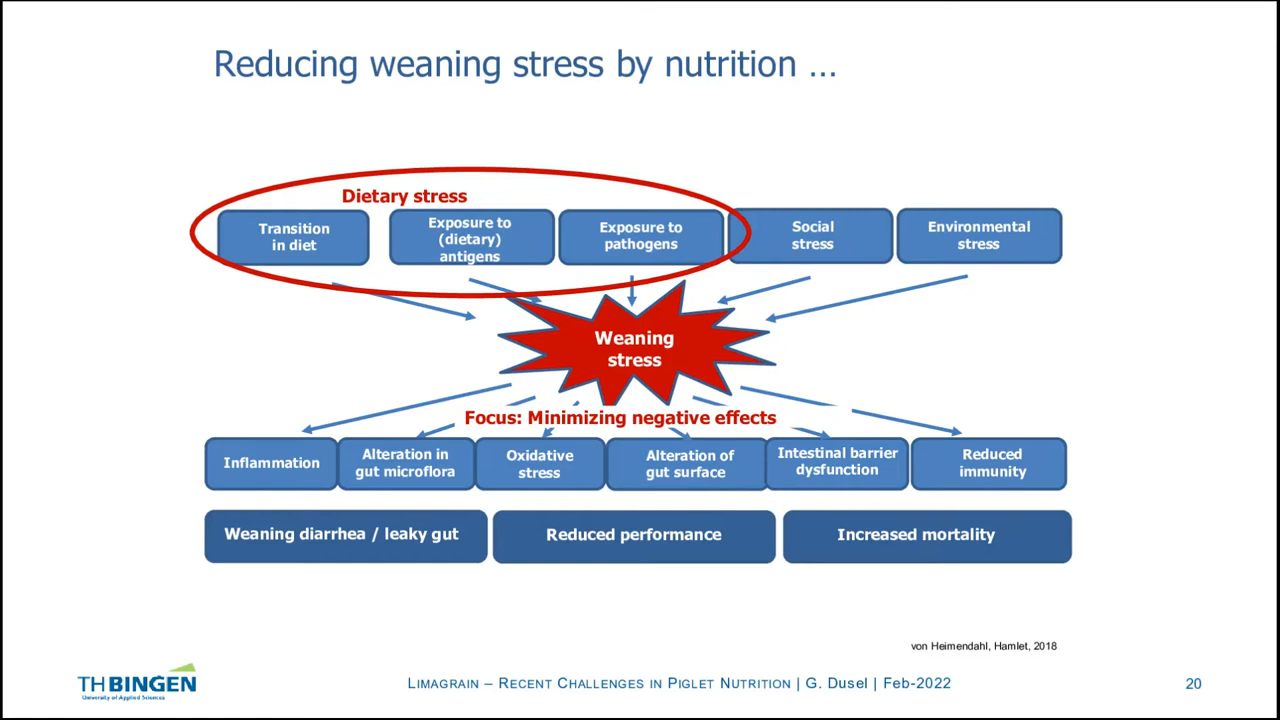 Reducing weaning stress by nutrition ...
Dietary stress
Transition
in diet
Exposure to
(dietary)
antigens
Exposure to
pathogens
Social
stress
Environmental
stress
Weaning
stress
Focus: Minimizing negative effects
Inflammation
Alteration in
gut microflora
Oxidative
stress
Alteration of
gut surface
Intestinal barrier
dysfunction
Reduced
immunity
Weaning diarrhea / leaky gut
Reduced performance
Increased mortality
von Heimendahl, Hamlet, 2018
TH BINGEN
University of Applied Sciences
LIMAGRAIN – RECENT CHALLENGES IN PIGLET NUTRITION | G. Dusel | Feb-2022
20